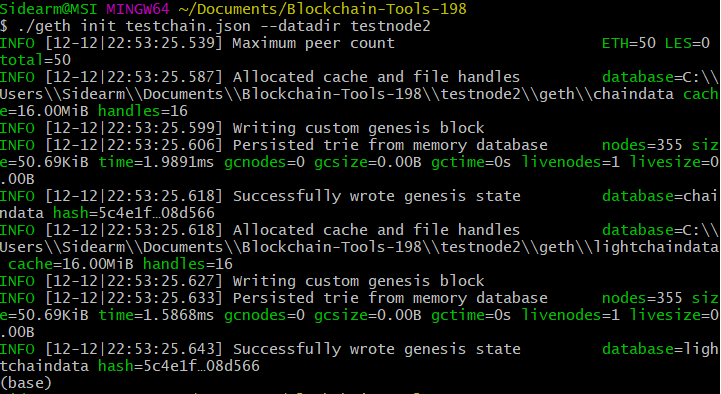 Sidearm@MSI MINGW64 ~/Documents/Blockchain-Tools-198
$ ./geth init testchain.json --datadir testnode2
INFO [12-12|22:53:25.539] Maximum peer count                       ETH=50 LES=0
total=50
INFO [12-12|22:53:25.587] Allocated cache and file handles         database=C:\\
Users\\Sidearm\\Documents\\Blockchain-Tools-198\\testnode2\\geth\\chaindata cach
e=16.00MiB handles=16
INFO [12-12|22:53:25.599] Writing custom genesis block
INFO [12-12|22:53:25.606] Persisted trie from memory database      nodes=355 siz
e=50.69KiB time=1.9891ms gcnodes=0 gcsize=0.00B gctime=0s livenodes=1 livesize=0
.00B
INFO [12-12|22:53:25.618] Successfully wrote genesis state         database=chai
ndata hash=5c4e1f…08d566
INFO [12-12|22:53:25.618] Allocated cache and file handles         database=C:\\
Users\\Sidearm\\Documents\\Blockchain-Tools-198\\testnode2\\geth\\lightchaindata
 cache=16.00MiB handles=16
INFO [12-12|22:53:25.627] Writing custom genesis block
INFO [12-12|22:53:25.633] Persisted trie from memory database      nodes=355 siz
e=50.69KiB time=1.5868ms gcnodes=0 gcsize=0.00B gctime=0s livenodes=1 livesize=0
.00B
INFO [12-12|22:53:25.643] Successfully wrote genesis state         database=ligh
tchaindata hash=5c4e1f…08d566
(base)